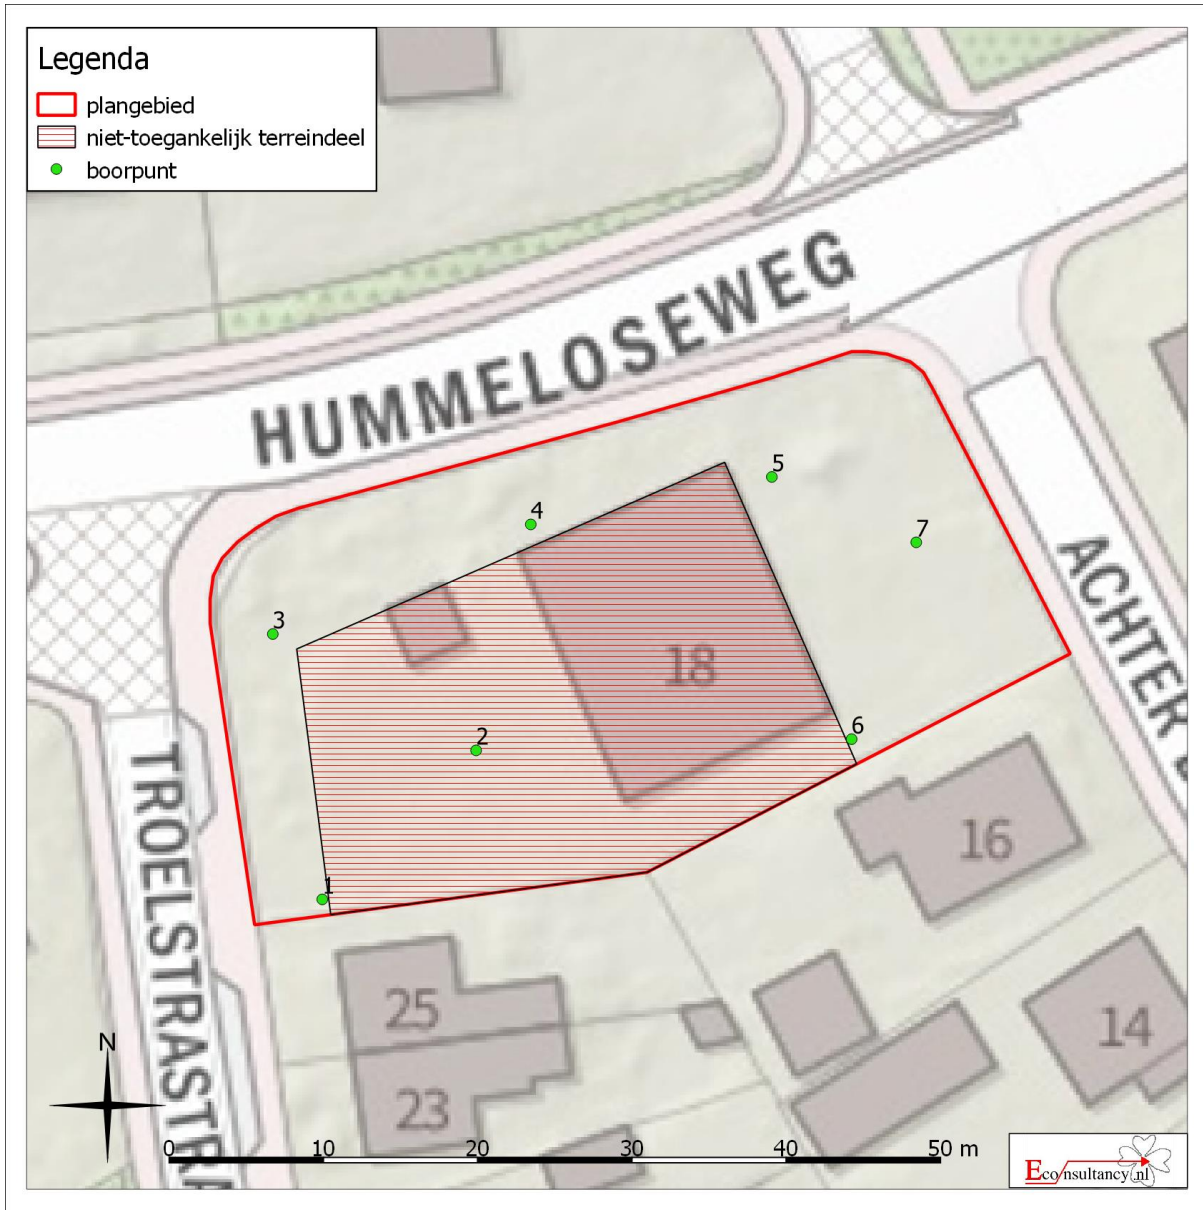 Legenda
plangebied
niet-toegankelijk terreindeel
boorpunt
HUMMELOSEWEG
5
4
7
3
18
ACHTER
2
6
TROELSTRASTRA
16
1
25
14
N
23
0 10 20 30 40 50 m
Econsultancy.nl